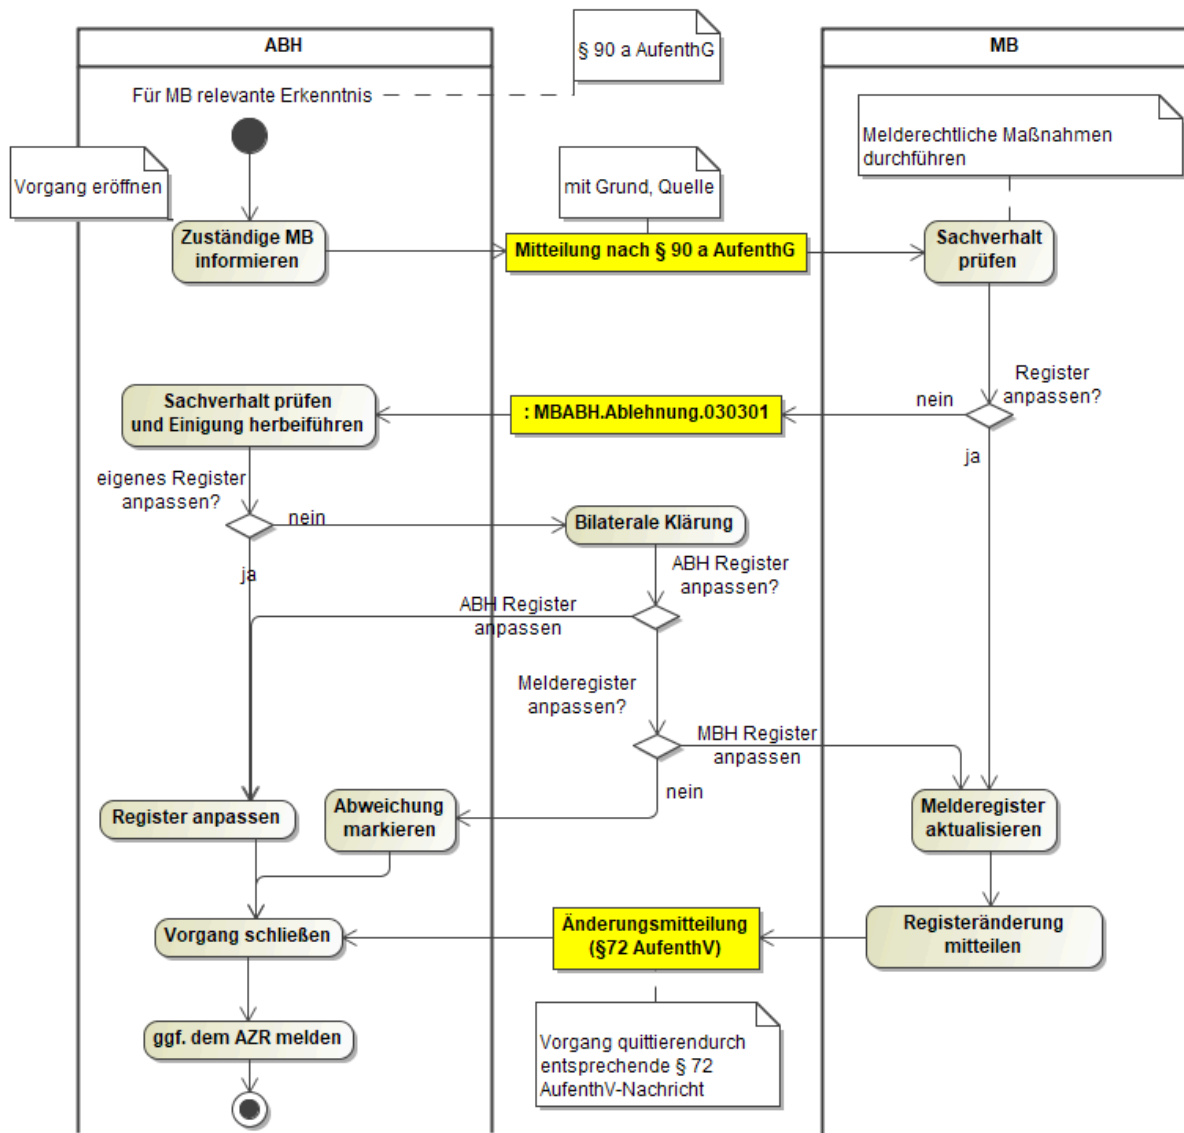 ABH
MB
§ 90 a AufenthG
Für MB relevante Erkenntnis
Melderechtliche Maßnahmen
durchführen
Vorgang eröffnen
mit Grund, Quelle
Zuständige MB
informieren
Mitteilung nach § 90 a AufenthG
Sachverhalt
prüfen
Register
anpassen?
Sachverhalt prüfen
und Einigung herbeiführen
: MBABH.Ablehnung.030301
nein
ja
eigenes Register
anpassen?
nein
Bilaterale Klärung
ja
ABH Register
anpassen?
ABH Register
anpassen
Melderegister
anpassen?
MBH Register
anpassen
nein
Register anpassen
Abweichung
markieren
Melderegister
aktualisieren
Vorgang schließen
Änderungsmitteilung
(§72 AufenthV)
Registeränderung
mitteilen
ggf. dem AZR melden
Vorgang quittierendurch
entsprechende § 72
AufenthV-Nachricht